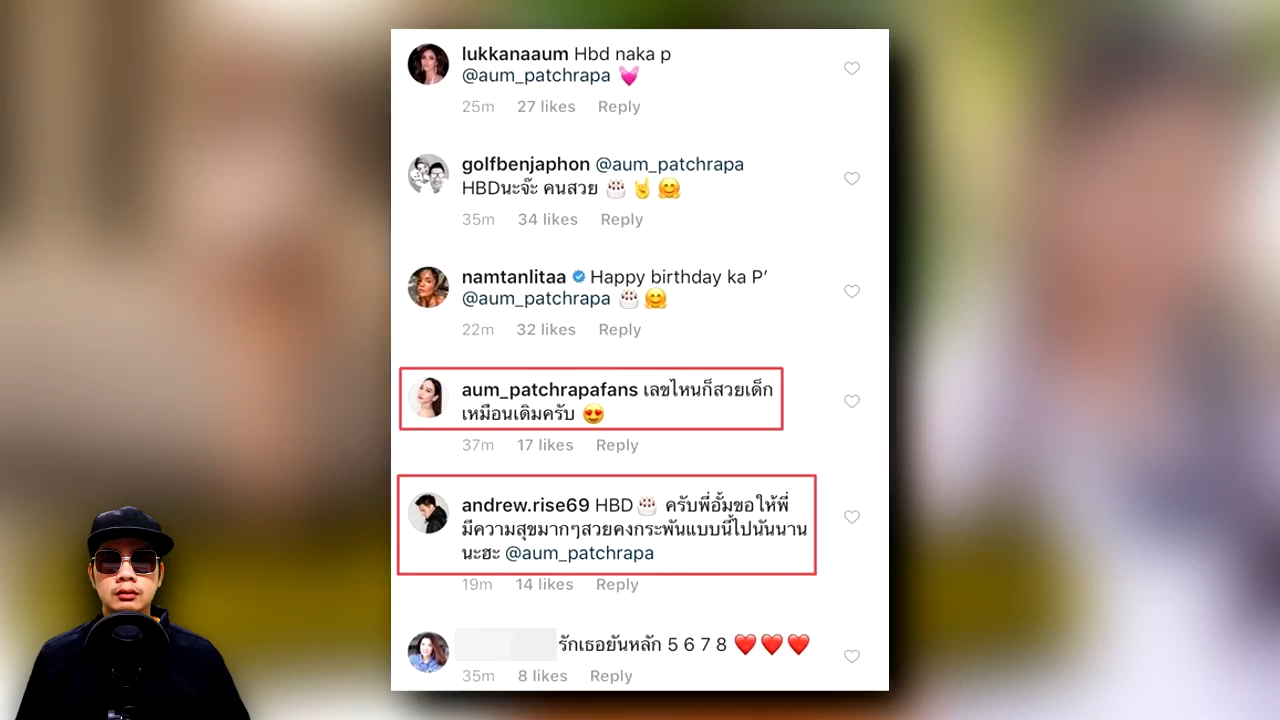 lukkanaaum Hbd naka p
@aum_patchrapa 💓
25m 27 likes Reply
golfbenjaphon @aum_patchrapa
HBDนะจ๊ะ คนสวย 🎂 🤘 🤗
35m 34 likes Reply
namtanlitaa Happy birthday ka P’
@aum_patchrapa 🎂 🤗
22m 32 likes Reply
aum_patchrapafans เลขไหนก็สวยเด็ก
เหมือนเดิมครับ 😍
37m 17 likes Reply
andrew.rise69 HBD🎂 ครับพี่อั้มขอให้พี่
มีความสุขมากๆสวยคงกระพันแบบนี้ไปนันนาน
นะฮะ @aum_patchrapa
19m 14 likes Reply
รักเธอยันหลัก 5 6 7 8 ❤️❤️❤️
35m 8 likes Reply